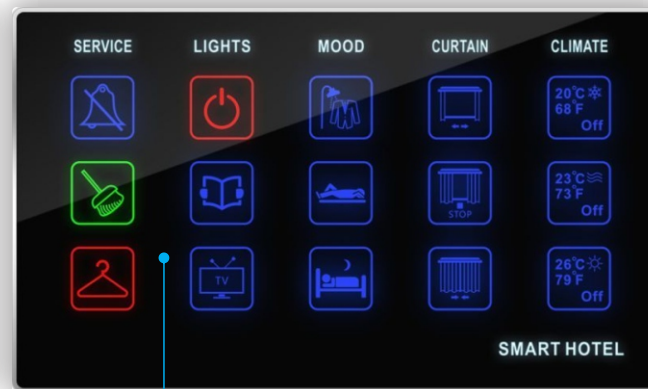 SERVICE LIGHTS MOOD CURTAIN CLIMATE
20°C
68°F
Off
STOP
23°C
73°F
Off
TV
26°C
79°F
Off
SMART HOTEL